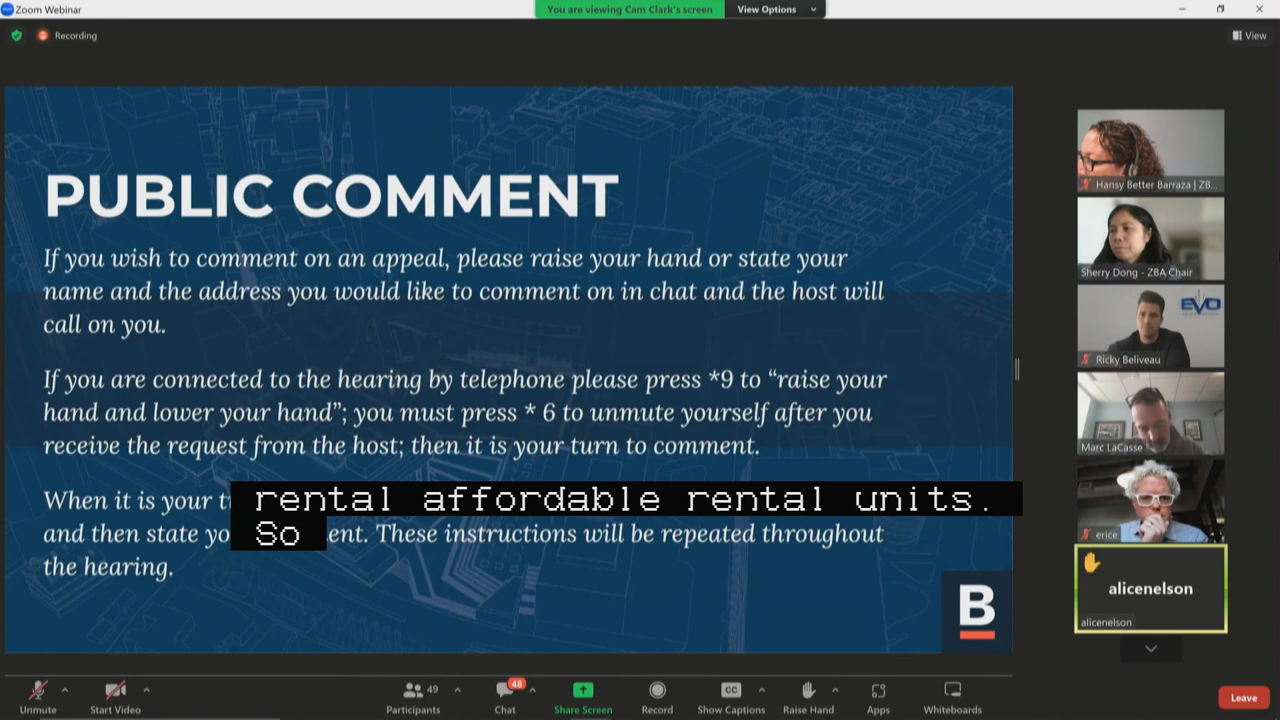 Zoom Webinar
You are viewing Cam Clark's screen
View Options
Recording
View
PUBLIC COMMENT
If you wish to comment on an appeal, please raise your hand or state your
name and the address you would like to comment on in chat and the host will
call on you.
If you are connected to the hearing by telephone please press *9 to “raise your
hand and lower your hand”; you must press * 6 to unmute yourself after you
receive the request from the host; then it is your turn to comment.
When it is your
rental affordable rental units.
and then state
So
These instructions will be repeated throughout
the hearing.
B
Hansy Better Barraza | ZB...
Sherry Dong - ZBA Chair
EVO
Ricky Beliveau
Marc LaCasse
erice
alicenelson
alicenelson
Unmute
Start Video
49
Participants
48
Chat
Share Screen
Record
CC
Show Captions
Raise Hand
Apps
Whiteboards
Leave